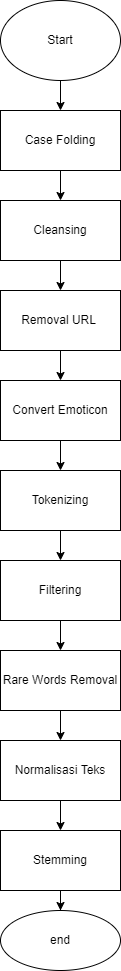 Start
Case Folding
Cleansing
Removal URL
Convert Emoticon
Tokenizing
Filtering
Rare Words Removal
Normalisasi Teks
Stemming
end